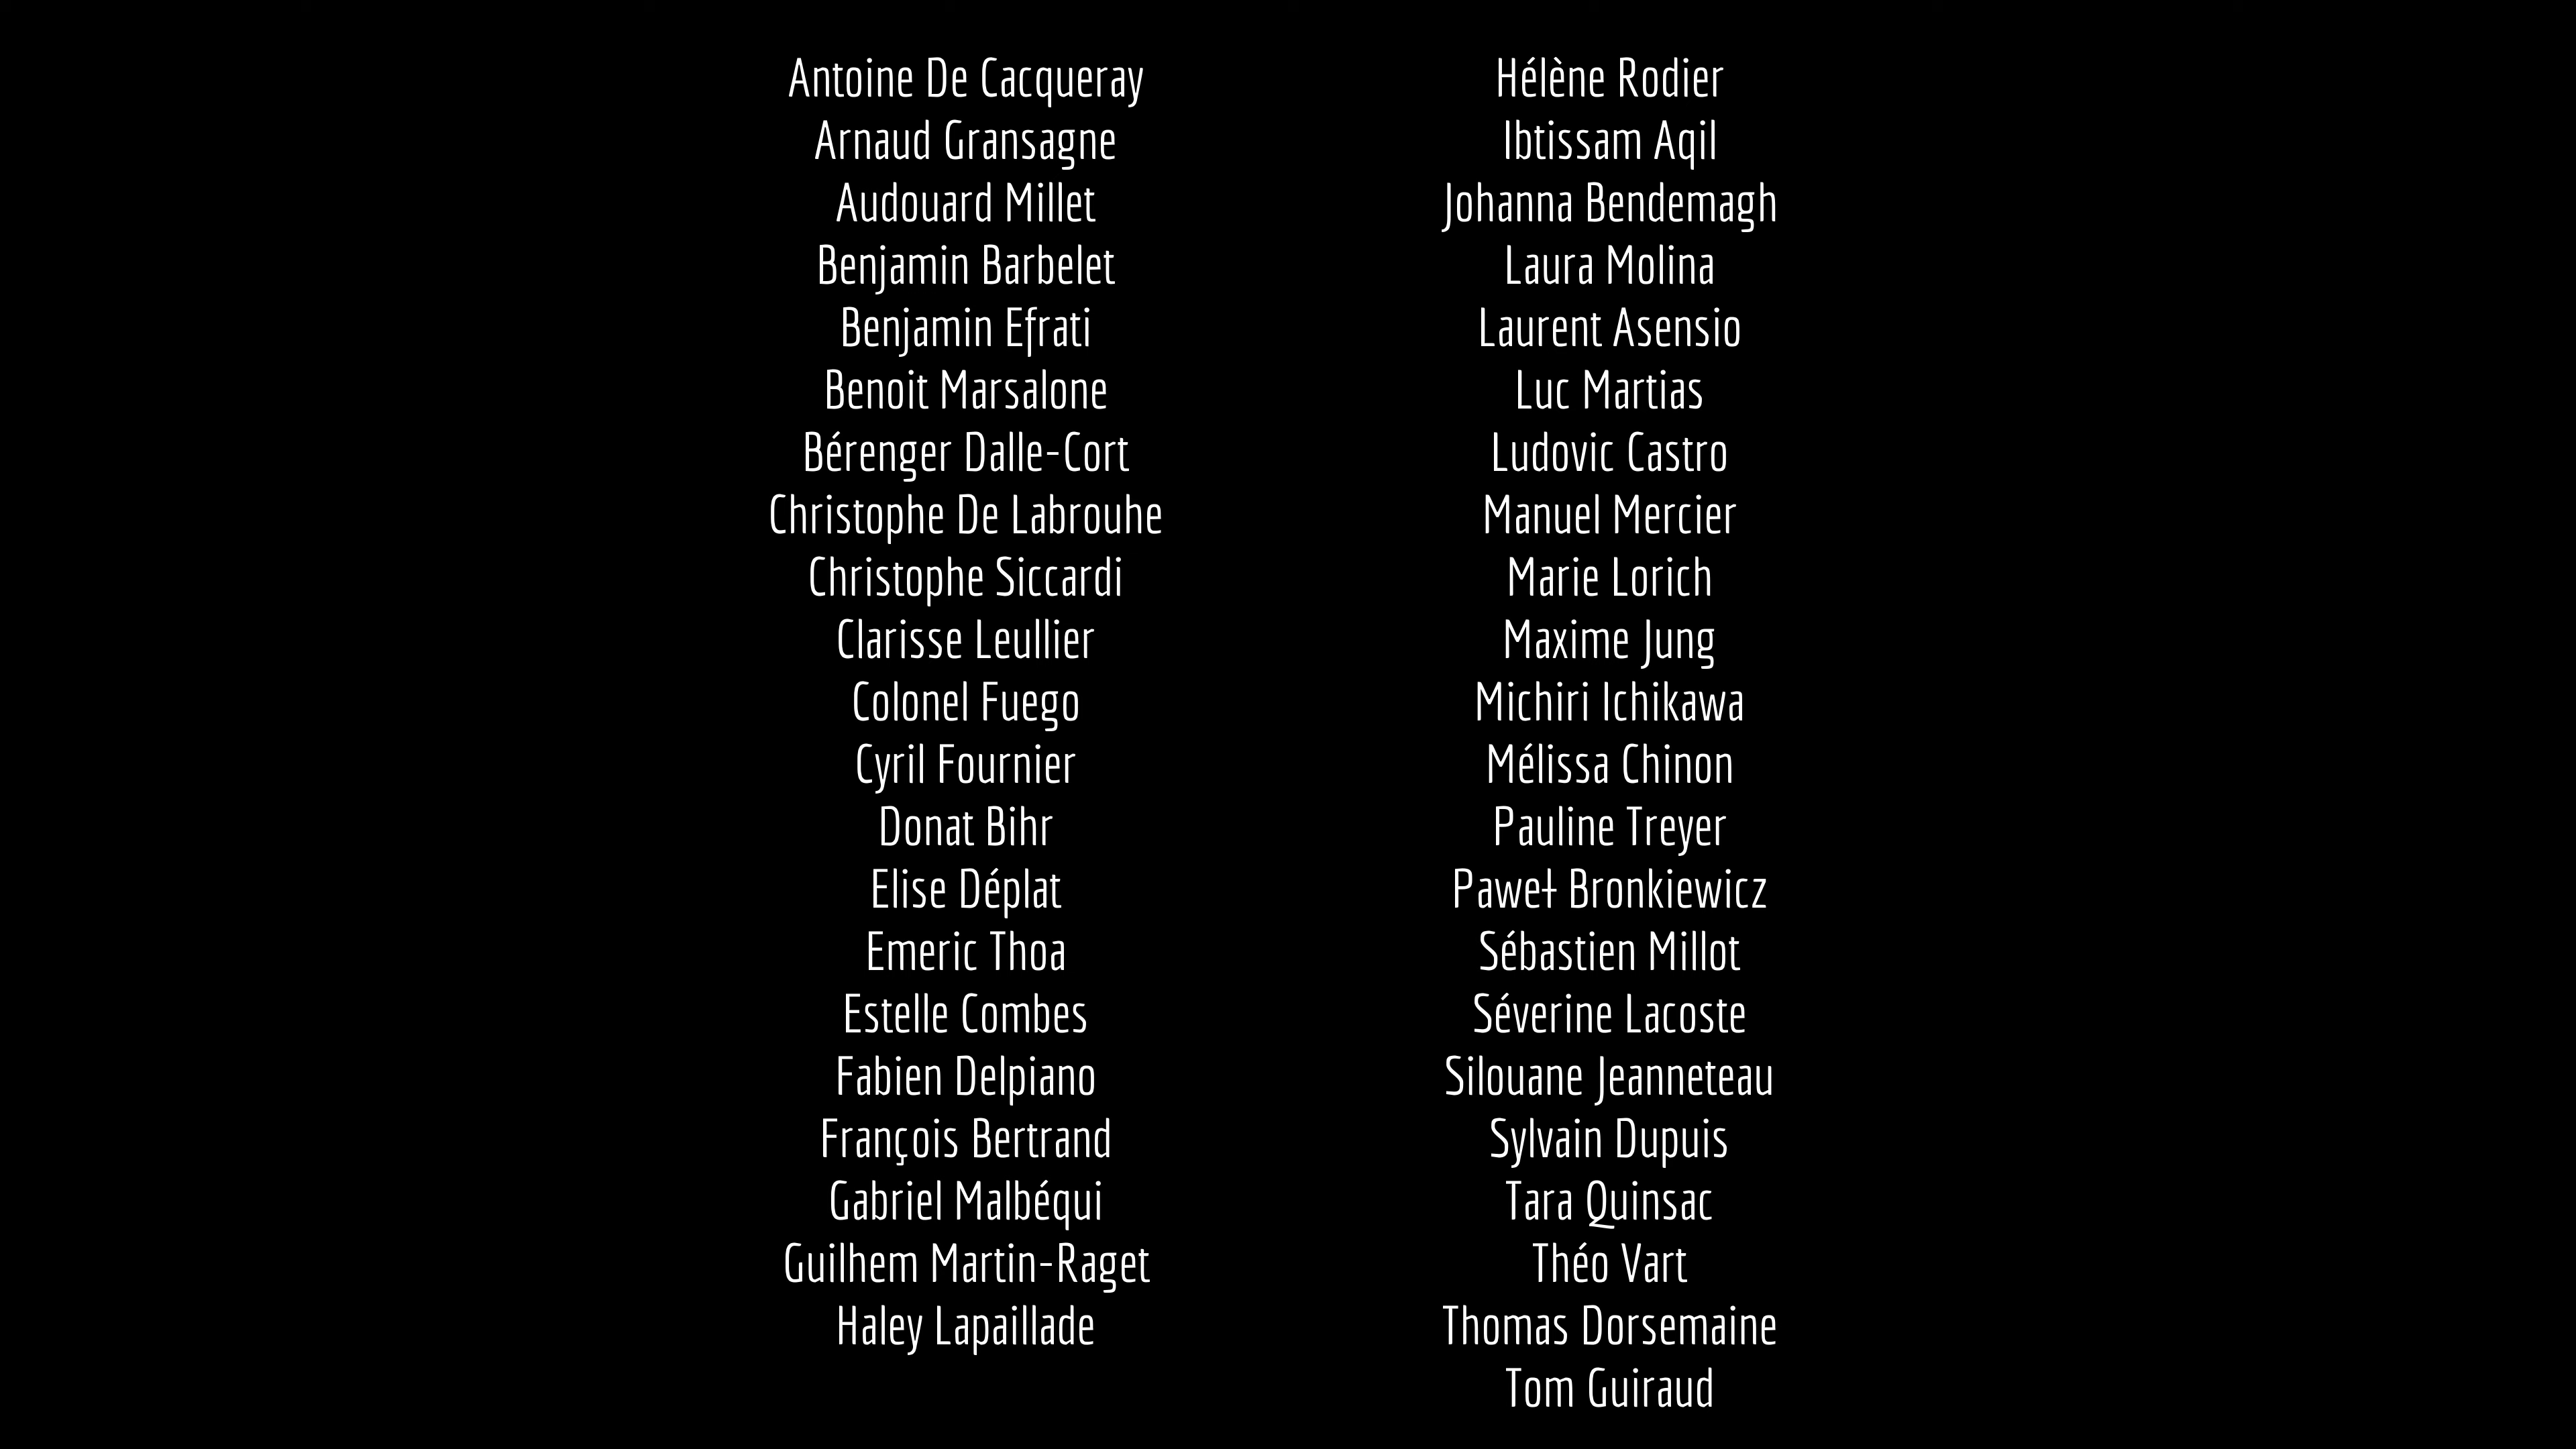 Antoine De Cacqueray
Arnaud Gransagne
Audouard Millet
Benjamin Barbelet
Benjamin Efrati
Benoit Marsalone
Bérenger Dalle-Cort
Christophe De Labrouhe
Christophe Siccardi
Clarisse Leullier
Colonel Fuego
Cyril Fournier
Donat Bihr
Elise Déplat
Emeric Thoa
Estelle Combes
Fabien Delpiano
François Bertrand
Gabriel Malbéqui
Guilhem Martin-Raget
Haley Lapaillade
Hélène Rodier
Ibtissam Aqil
Johanna Bendemagh
Laura Molina
Laurent Asensio
Luc Martias
Ludovic Castro
Manuel Mercier
Marie Lorich
Maxime Jung
Michiri Ichikawa
Mélissa Chinon
Pauline Treyer
Paweł Bronkiewicz
Sébastien Millot
Séverine Lacoste
Silouane Jeanneteau
Sylvain Dupuis
Tara Quinsac
Théo Vart
Thomas Dorsemaine
Tom Guiraud